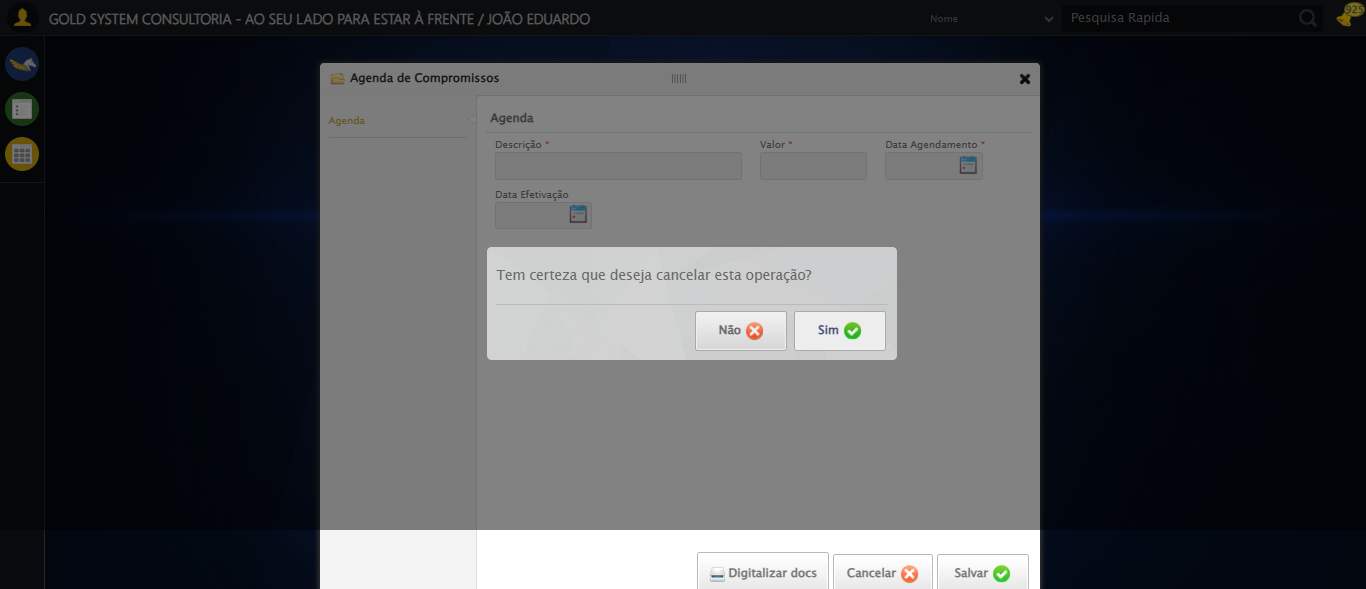 GOLD SYSTEM CONSULTORIA - AO SEU LADO PARA ESTAR À FRENTE / JOÃO EDUARDO
Nome
Pesquisa Rapida
925
Agenda de Compromissos
Agenda
Agenda
Descrição *
Valor *
Data Agendamento *
Data Efetivação
Tem certeza que deseja cancelar esta operação?
Não
Sim
Digitalizar docs
Cancelar
Salvar